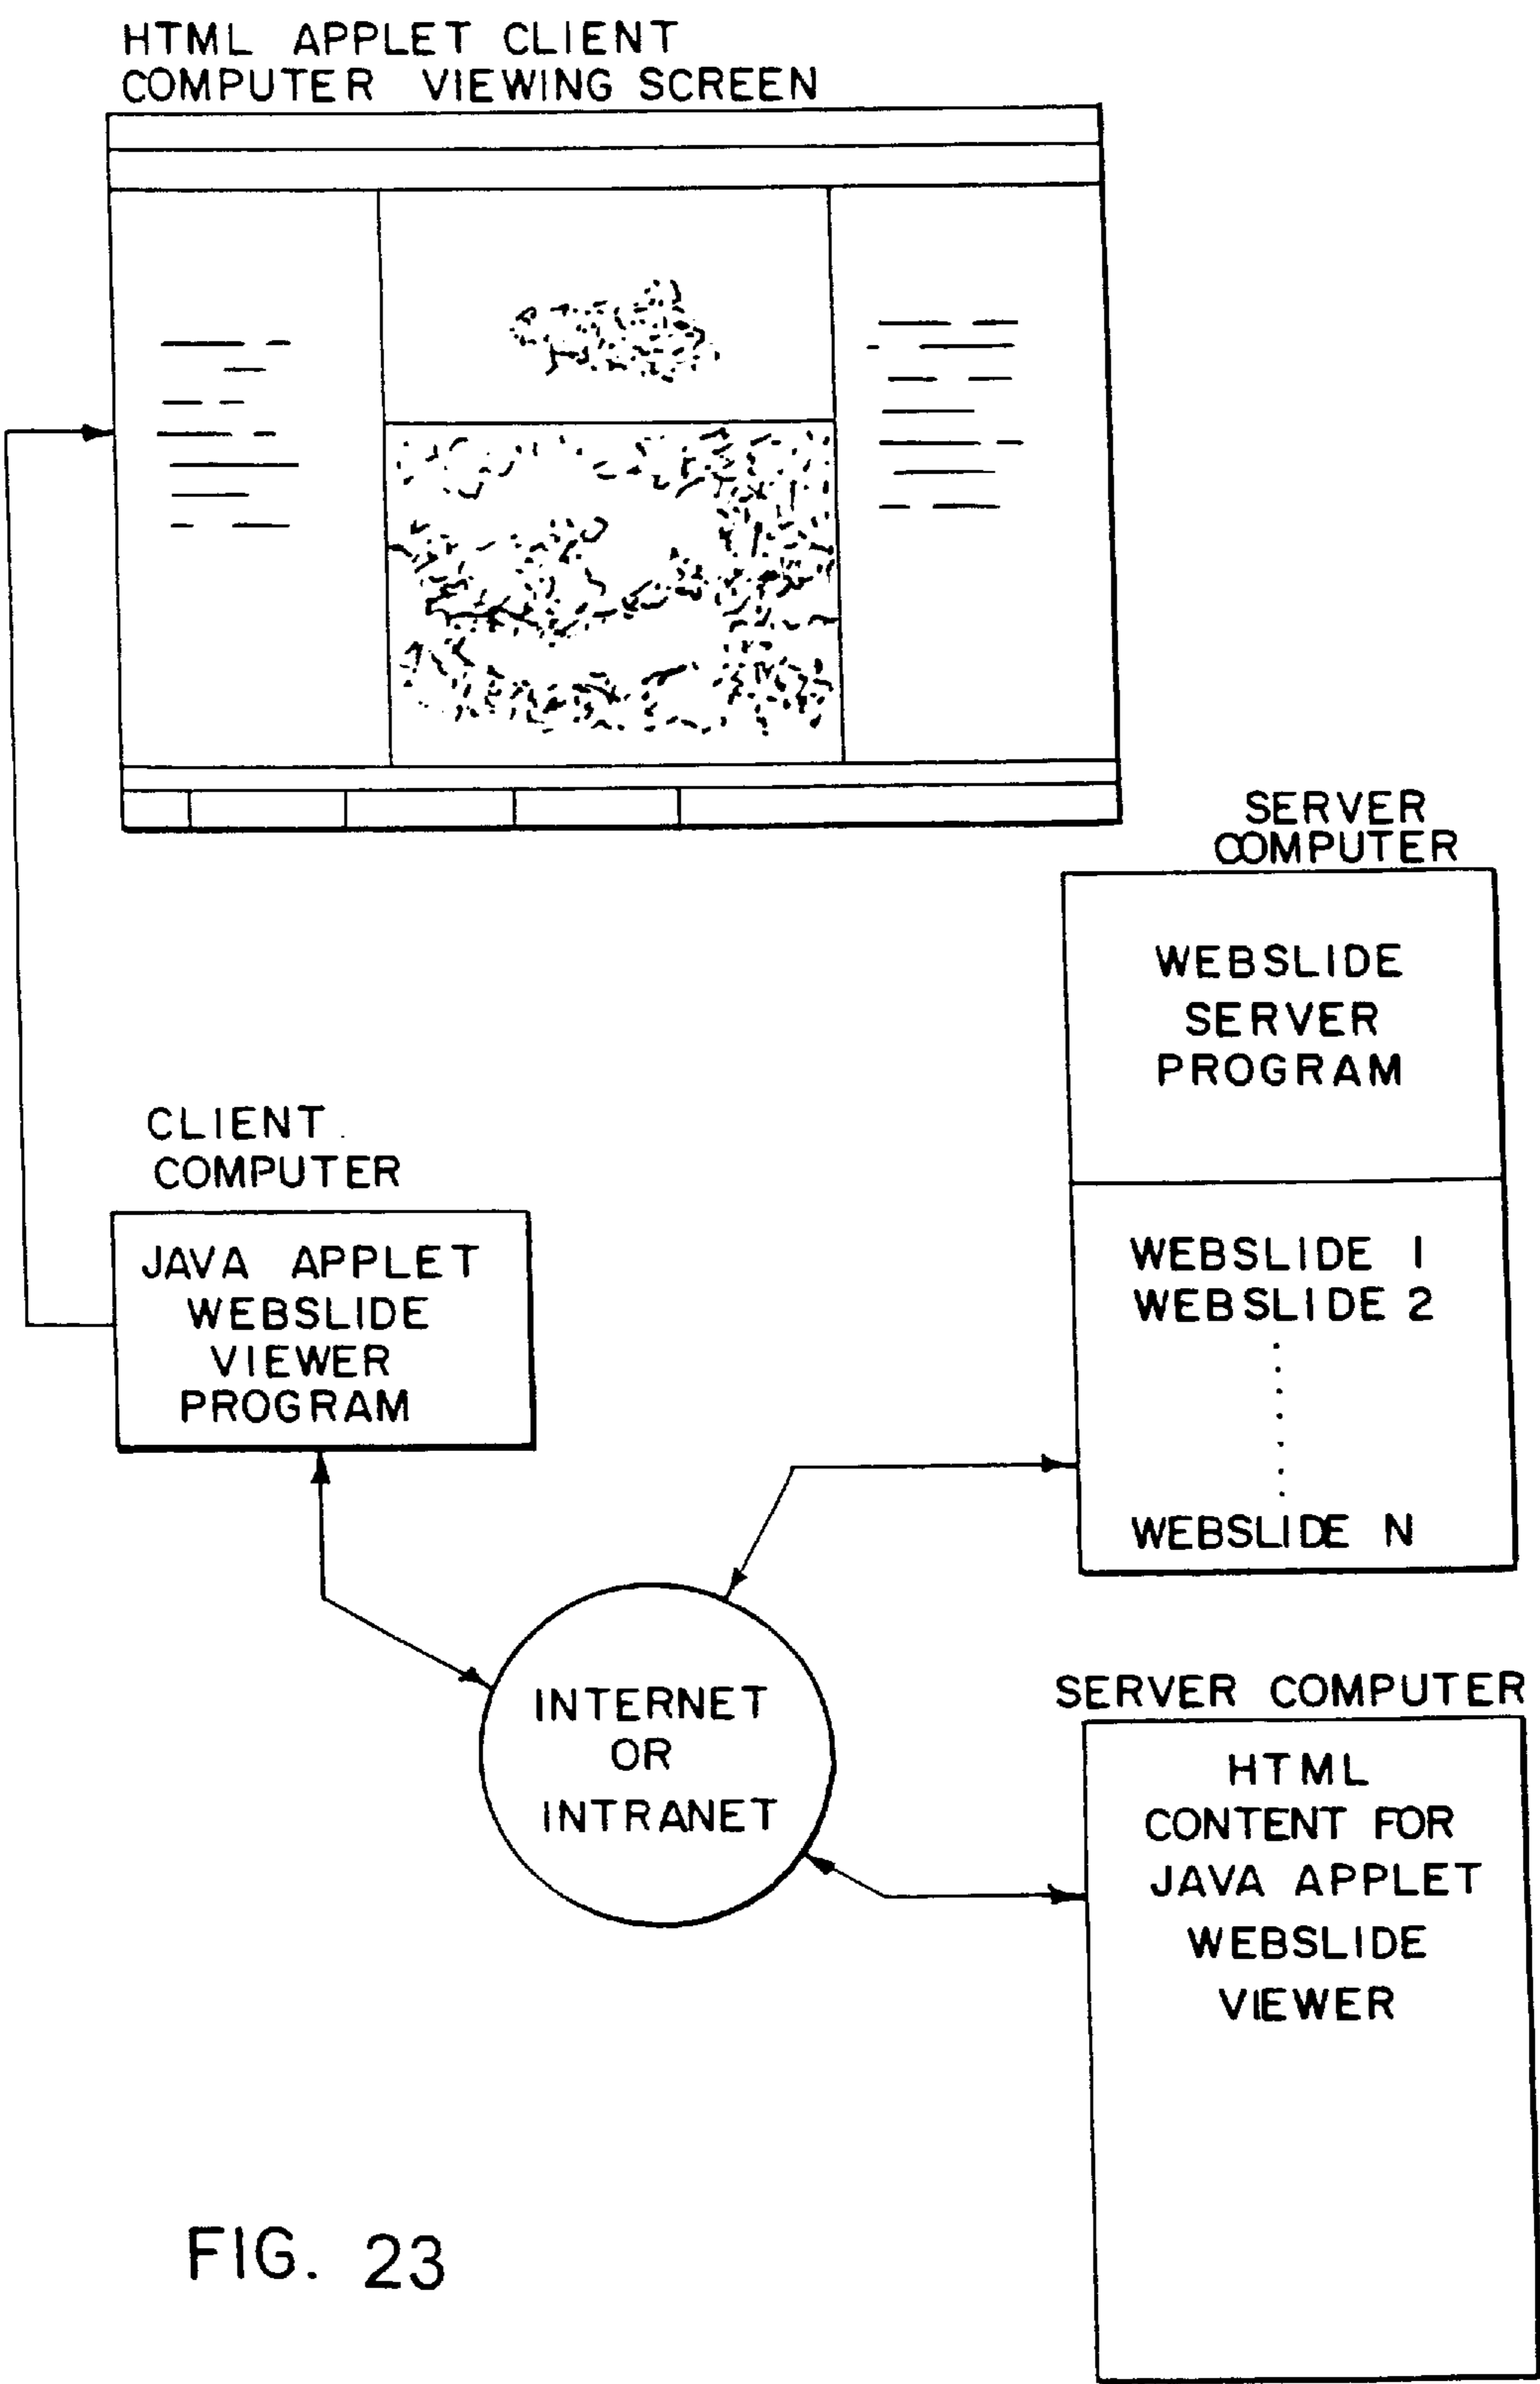 HTML APPLET CLIENT
COMPUTER VIEWING SCREEN
SERVER
COMPUTER
WEBSLIDE
SERVER
PROGRAM
WEBSLIDE 1
WEBSLIDE 2
WEBSLIDE N
CLIENT
COMPUTER
JAVA APPLET
WEBSLIDE
VIEWER
PROGRAM
INTERNET
OR
INTRANET
SERVER COMPUTER
HTML
CONTENT FOR
JAVA APPLET
WEBSLIDE
VIEWER
FIG. 23